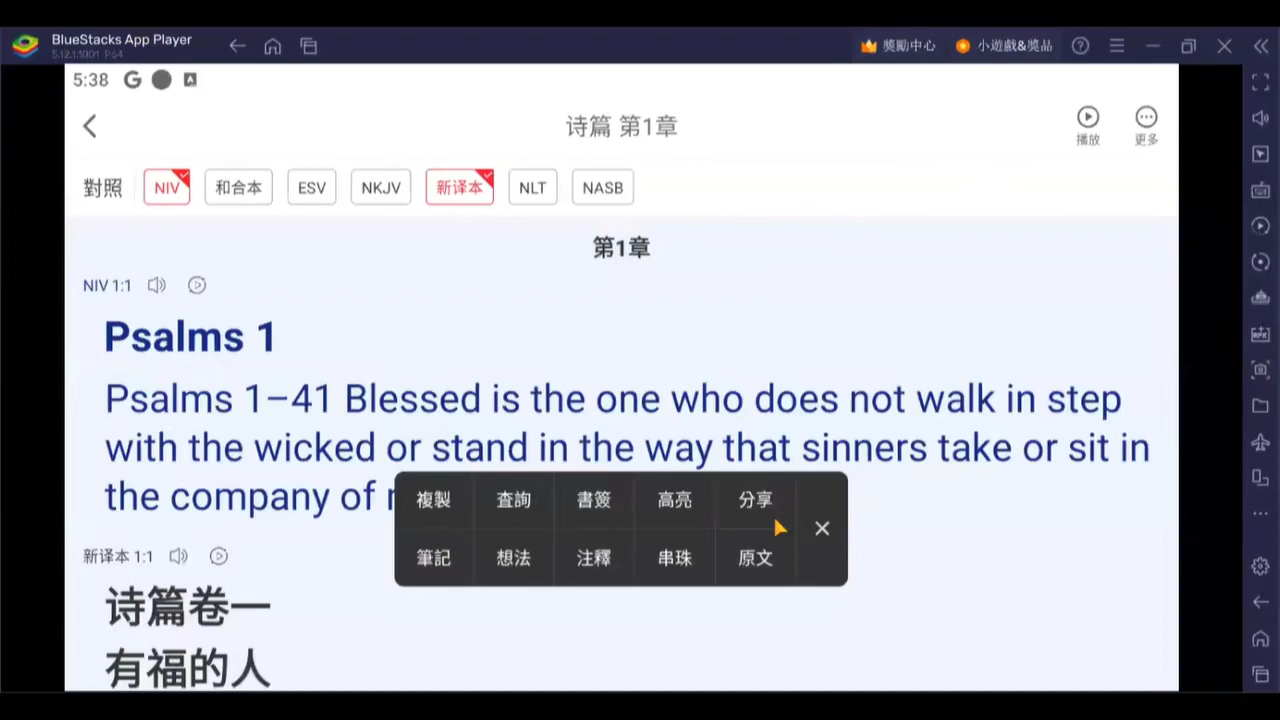 BlueStacks App Player
5.12.1.1001 P64
獎勵中心
小遊戲&獎品
5:38
诗篇 第1章
播放
更多
對照 NIV 和合本 ESV NKJV 新译本 NLT NASB
第1章
NIV 1:1
Psalms 1
Psalms 1–41 Blessed is the one who does not walk in step
with the wicked or stand in the way that sinners take or sit in
the company of
複製 查詢 書簽 高亮 分享
筆記 想法 注釋 串珠 原文
新译本 1:1
诗篇卷一
有福的人